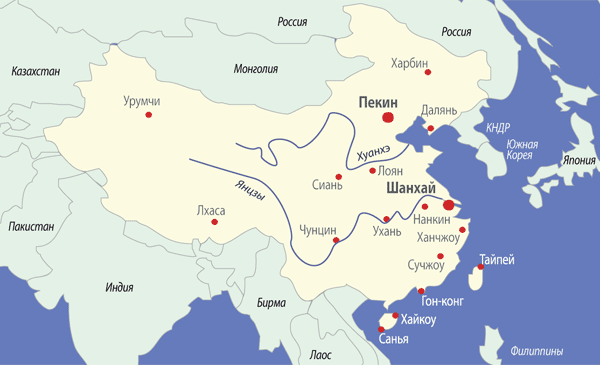 Россия
Россия
Харбин
Монголия
Казахстан
Урумчи
Пекин
Далянь
КНДР
Южная
Корея
Япония
Хуанхэ
Лоян
Сиань
Шанхай
Янцзы
Лхаса
Нанкин
Чунцин
Ухань
Ханчжоу
Пакистан
Сучжоу
Тайпей
Индия
Бирма
Гон-конг
Хайкоу
Санья
Лаос
Филиппины